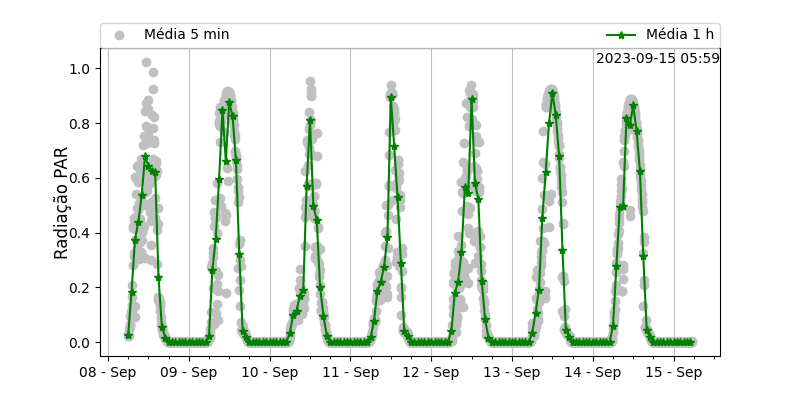 Média 5 min
Média 1 h
2023-09-15 05:59
Radiação PAR
1.0
0.8
0.6
0.4
0.2
0.0
08 - Sep
09 - Sep
10 - Sep
11 - Sep
12 - Sep
13 - Sep
14 - Sep
15 - Sep